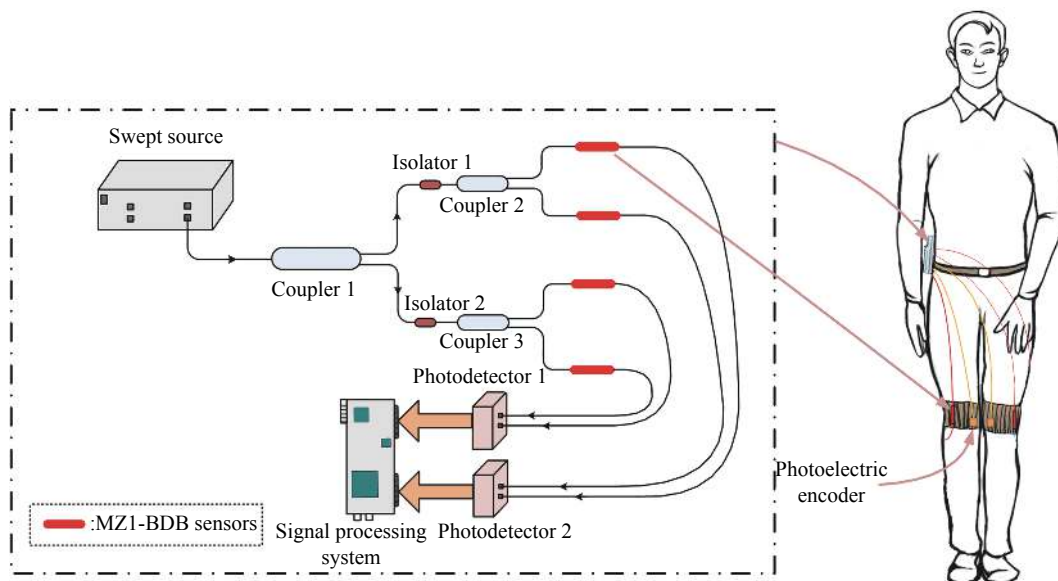 Swept source
Isolator 1
Coupler 2
Coupler 1
Isolator 2
Coupler 3
Photodetector 1
Photoelectric
encoder
:MZ1-BDB sensors
Signal processing
system
Photodetector 2